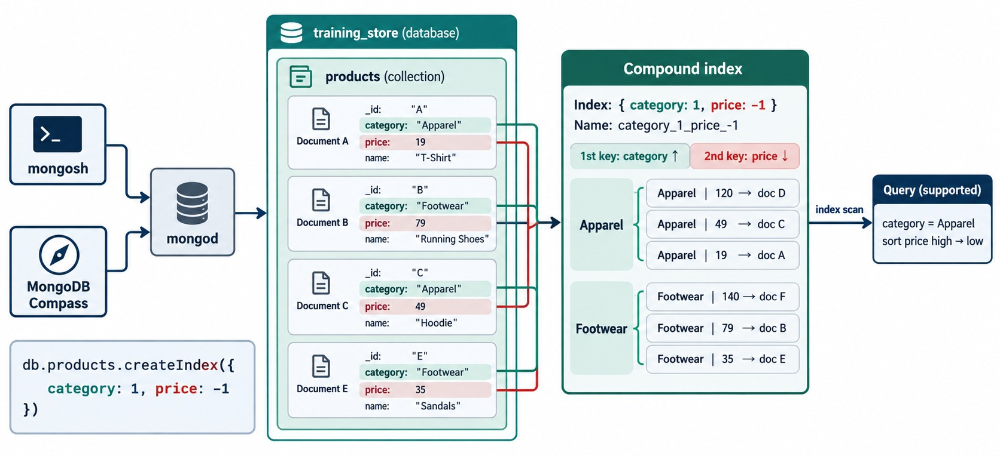 training_store (database)
products (collection)
mongosh
MongoDB
Compass
mongod
db.products.createIndex({
category: 1, price: -1
})
_id: "A"
category: "Apparel"
price: 19
name: "T-Shirt"
Document A
_id: "B"
category: "Footwear"
price: 79
name: "Running Shoes"
Document B
_id: "C"
category: "Apparel"
price: 49
name: "Hoodie"
Document C
_id: "E"
category: "Footwear"
price: 35
name: "Sandals"
Document E
Compound index
Index: { category: 1, price: -1 }
Name: category_1_price_-1
1st key: category ↑
2nd key: price ↓
Apparel
Apparel | 120 → doc D
Apparel | 49 → doc C
Apparel | 19 → doc A
Footwear
Footwear | 140 → doc F
Footwear | 79 → doc B
Footwear | 35 → doc E
index scan
Query (supported)
category = Apparel
sort price high → low